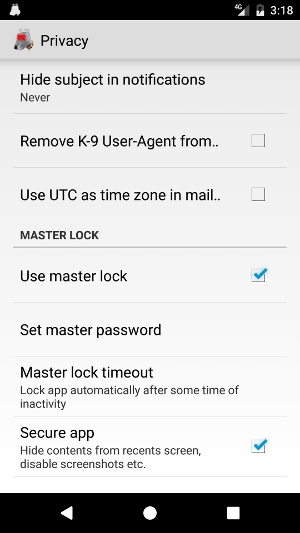 4G 3:18
Privacy
Hide subject in notifications
Never
Remove K-9 User-Agent from..
Use UTC as time zone in mail..
MASTER LOCK
Use master lock
Set master password
Master lock timeout
Lock app automatically after some time of
inactivity
Secure app
Hide contents from recents screen,
disable screenshots etc.